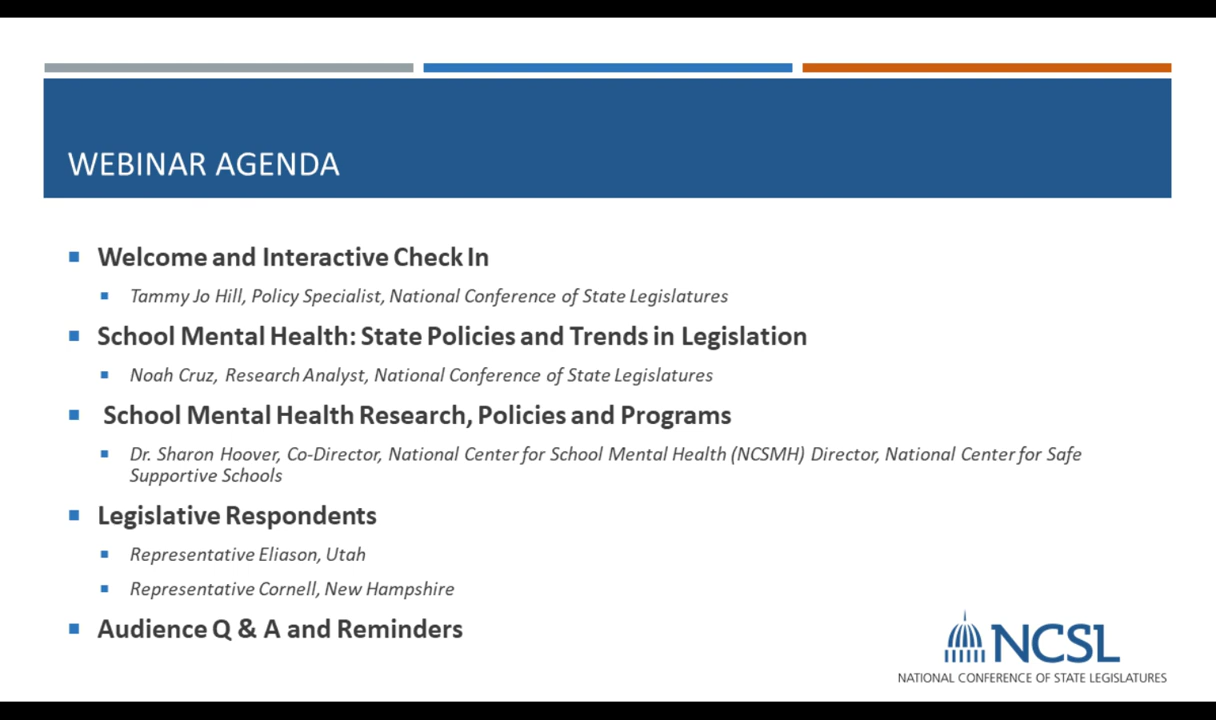 WEBINAR AGENDA
Welcome and Interactive Check In
Tammy Jo Hill, Policy Specialist, National Conference of State Legislatures
School Mental Health: State Policies and Trends in Legislation
Noah Cruz, Research Analyst, National Conference of State Legislatures
School Mental Health Research, Policies and Programs
Dr. Sharon Hoover, Co-Director, National Center for School Mental Health (NCSMH) Director, National Center for Safe
Supportive Schools
Legislative Respondents
Representative Eliason, Utah
Representative Cornell, New Hampshire
Audience Q & A and Reminders
NCSL
NATIONAL CONFERENCE OF STATE LEGISLATURES